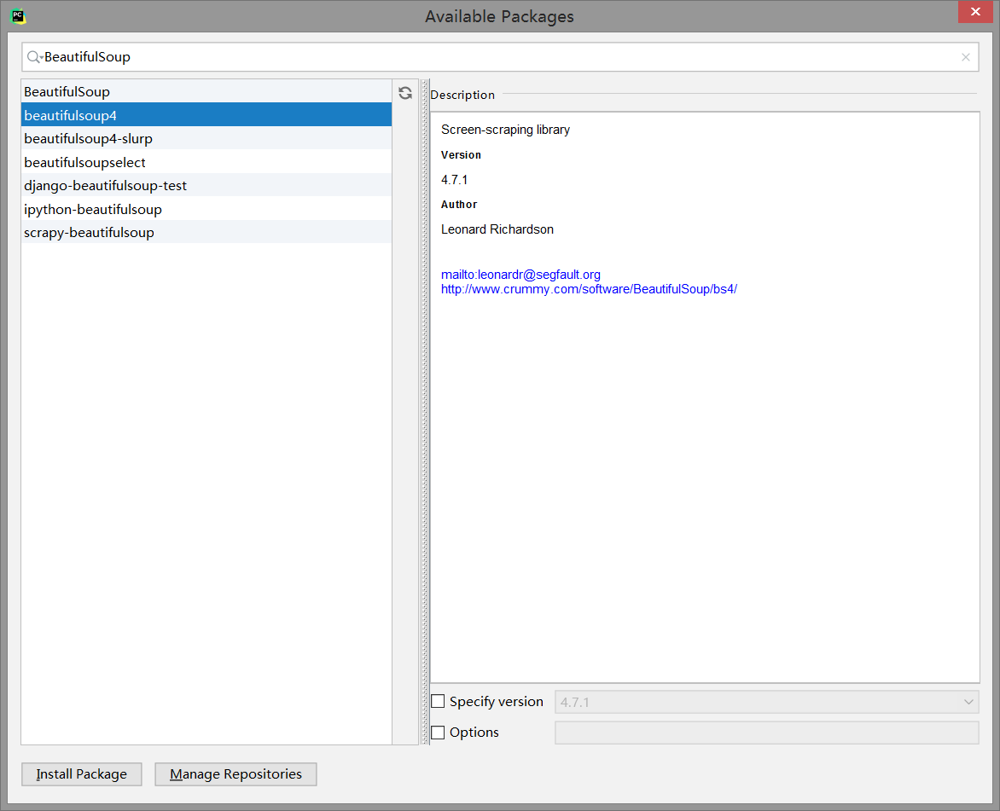 PC
Available Packages
BeautifulSoup
BeautifulSoup
beautifulsoup4
beautifulsoup4-slurp
beautifulsoupselect
django-beautifulsoup-test
ipython-beautifulsoup
scrapy-beautifulsoup
Description
Screen-scraping library
Version
4.7.1
Author
Leonard Richardson
mailto:leonardr@segfault.org
http://www.crummy.com/software/BeautifulSoup/bs4/
Specify version
4.7.1
Options
Install Package
Manage Repositories